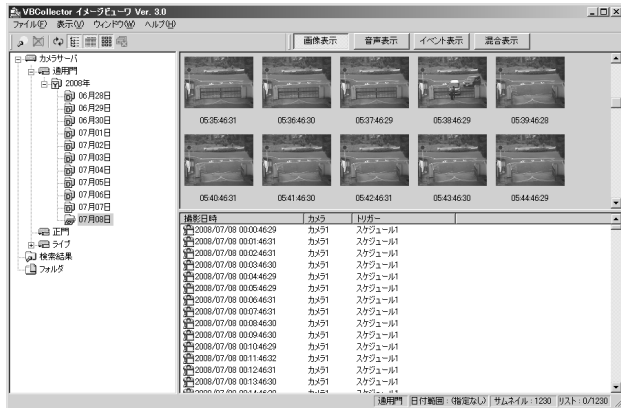 VBCollector イメージビューワ Ver. 3.0
ファイル(F) 表示(V) ウィンドウ(W) ヘルプ(H)
画像表示 音声表示 イベント表示 混合表示
カメラサーバ
通用門
2008年
06月28日
06月29日
06月30日
07月01日
07月02日
07月03日
07月04日
07月05日
07月06日
07月07日
07月08日
正門
ライブ
検索結果
フォルダ
05:35:46:31 05:36:46:30 05:37:46:29 05:38:46:29 05:39:46:28
05:40:46:31 05:41:46:30 05:42:46:31 05:43:46:30 05:44:46:29
撮影日時 カメラ トリガー
2008/07/08 00:00:46:29 カメラ1 スケジュール1
2008/07/08 00:01:46:31 カメラ1 スケジュール1
2008/07/08 00:02:46:31 カメラ1 スケジュール1
2008/07/08 00:03:46:30 カメラ1 スケジュール1
2008/07/08 00:04:46:29 カメラ1 スケジュール1
2008/07/08 00:05:46:29 カメラ1 スケジュール1
2008/07/08 00:06:46:31 カメラ1 スケジュール1
2008/07/08 00:07:46:31 カメラ1 スケジュール1
2008/07/08 00:08:46:30 カメラ1 スケジュール1
2008/07/08 00:09:46:30 カメラ1 スケジュール1
2008/07/08 00:10:46:29 カメラ1 スケジュール1
2008/07/08 00:11:46:32 カメラ1 スケジュール1
2008/07/08 00:12:46:31 カメラ1 スケジュール1
2008/07/08 00:13:46:30 カメラ1 スケジュール1
通用門 日付範囲:(指定なし) サムネイル:1230 リスト:0/1230